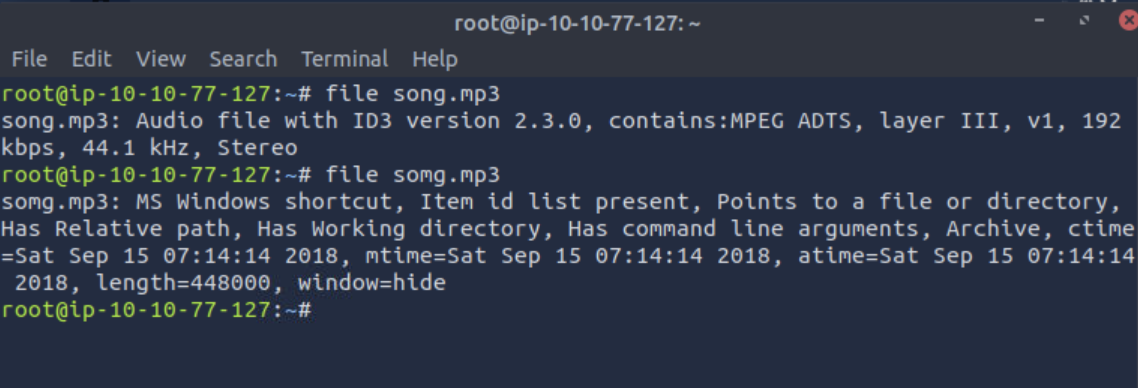 root@ip-10-10-77-127: ~
File Edit View Search Terminal Help
root@ip-10-10-77-127:~# file song.mp3
song.mp3: Audio file with ID3 version 2.3.0, contains:MPEG ADTS, layer III, v1, 192
kbps, 44.1 kHz, Stereo
root@ip-10-10-77-127:~# file somg.mp3
somg.mp3: MS Windows shortcut, Item id list present, Points to a file or directory,
Has Relative path, Has Working directory, Has command line arguments, Archive, ctime
=Sat Sep 15 07:14:14 2018, mtime=Sat Sep 15 07:14:14 2018, atime=Sat Sep 15 07:14:14
2018, length=448000, window=hide
root@ip-10-10-77-127:~#